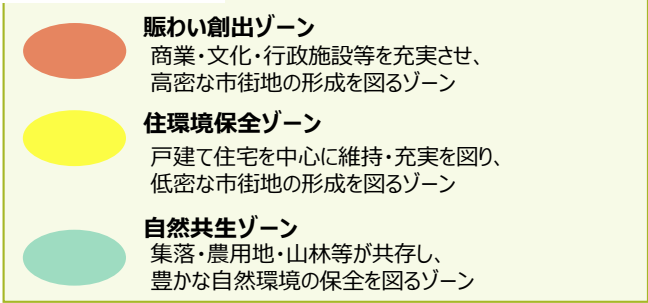 賑わい創出ゾーン
商業・文化・行政施設等を充実させ、
高密な市街地の形成を図るゾーン
住環境保全ゾーン
戸建て住宅を中心に維持・充実を図り、
低密な市街地の形成を図るゾーン
自然共生ゾーン
集落・農用地・山林等が共存し、
豊かな自然環境の保全を図るゾーン